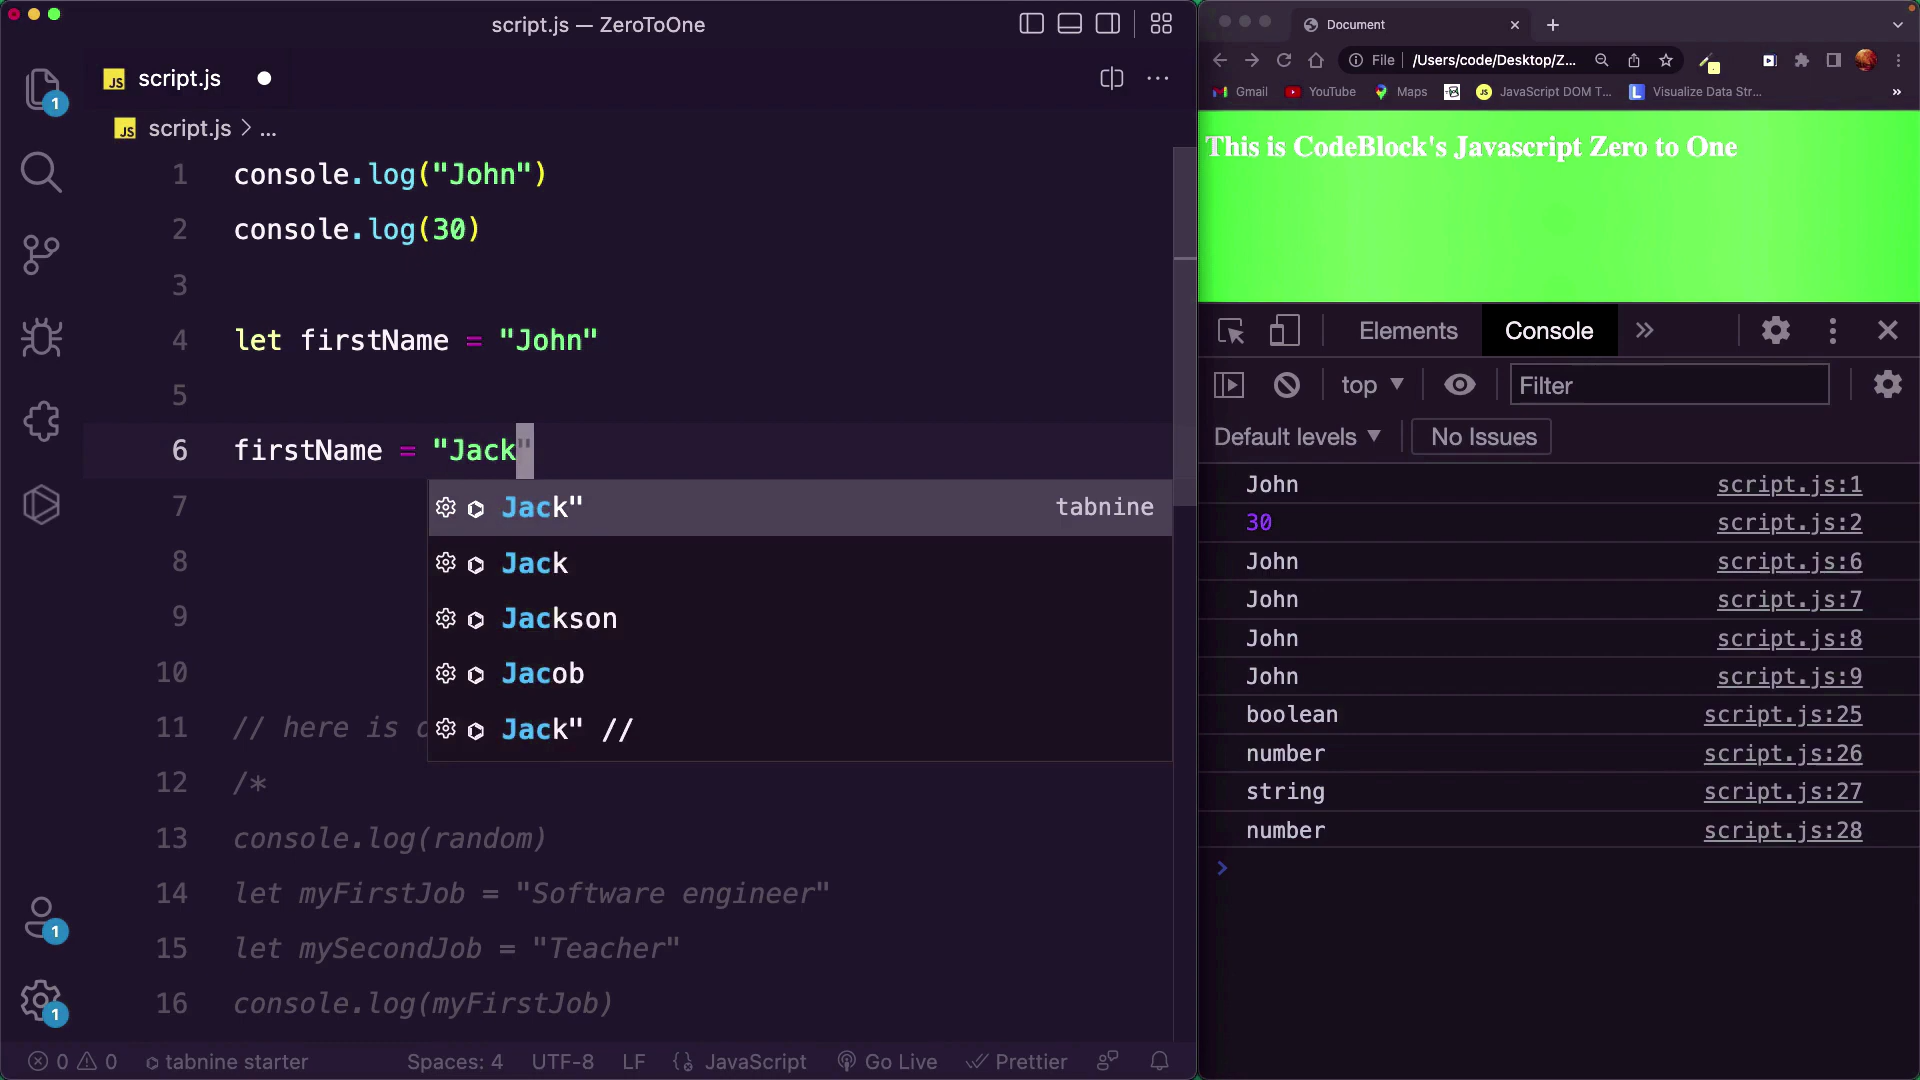 script.js — ZeroToOne
script.js
script.js > ...
1 console.log("John")
2 console.log(30)
3
4 let firstName = "John"
5
6 firstName = "Jack"
7
8
9
10
11 // here is
12 /*
13 console.log(random)
14 let myFirstJob = "Software engineer"
15 let mySecondJob = "Teacher"
16 console.log(myFirstJob)
Jack" tabnine
Jack
Jackson
Jacob
Jack" //
1
1
1
0 0 tabnine starter Spaces: 4 UTF-8 LF JavaScript Go Live Prettier
Document
File /Users/code/Desktop/Z...
Gmail YouTube Maps JavaScript DOM T... Visualize Data Str... »
This is CodeBlock's Javascript Zero to One
Elements Console
top Filter
Default levels No Issues
John script.js:1
30 script.js:2
John script.js:6
John script.js:7
John script.js:8
John script.js:9
boolean script.js:25
number script.js:26
string script.js:27
number script.js:28